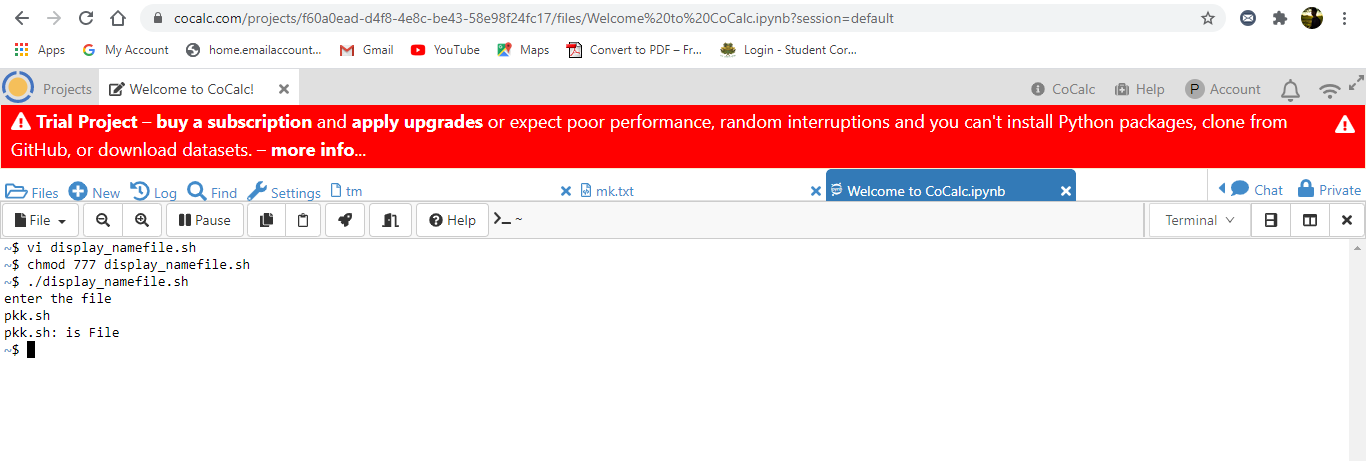 cocalc.com/projects/f60a0ead-d4f8-4e8c-be43-58e98f24fc17/files/Welcome%20to%20CoCalc.ipynb?session=default
Apps My Account home.emailaccount... Gmail YouTube Maps Convert to PDF – Fr... Login - Student Cor...
Projects Welcome to CoCalc! CoCalc Help P Account
Trial Project – buy a subscription and apply upgrades or expect poor performance, random interruptions and you can't install Python packages, clone from
GitHub, or download datasets. – more info...
Files New Log Find Settings tm mk.txt Welcome to CoCalc.ipynb Chat Private
File Pause Help ~ Terminal
~$ vi display_namefile.sh
~$ chmod 777 display_namefile.sh
~$ ./display_namefile.sh
enter the file
pkk.sh
pkk.sh: is File
~$